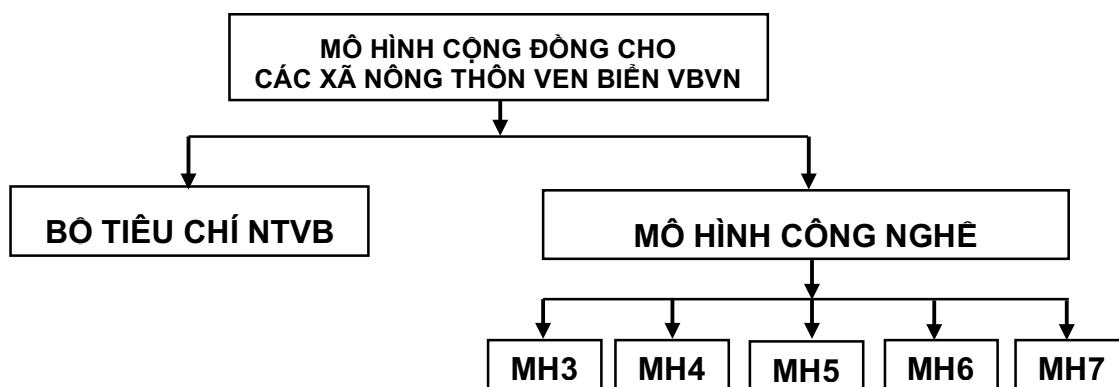 MÔ HÌNH CỘNG ĐỒNG CHO
CÁC XÃ NÔNG THÔN VEN BIỂN VBVN
BỘ TIÊU CHÍ NTVB
MÔ HÌNH CÔNG NGHỆ
MH3 MH4 MH5 MH6 MH7